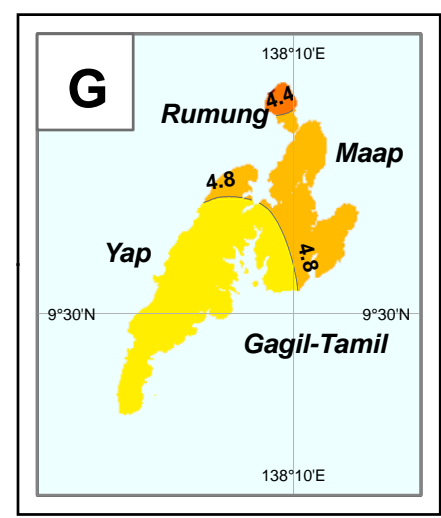 138°10'E
G
4.4
Rumung
Maap
4.8
Yap
4.8
9°30'N
9°30'N
Gagil-Tamil
138°10'E